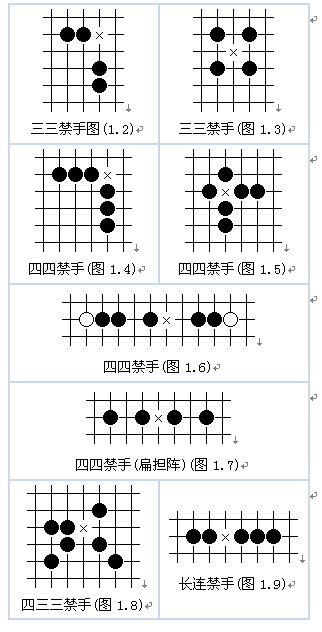 三三禁手图(1.2)
三三禁手(图 1.3)
四四禁手(图 1.4)
四四禁手(图 1.5)
四四禁手(图 1.6)
四四禁手(扁担阵)(图 1.7)
四三三禁手(图 1.8)
长连禁手(图 1.9)